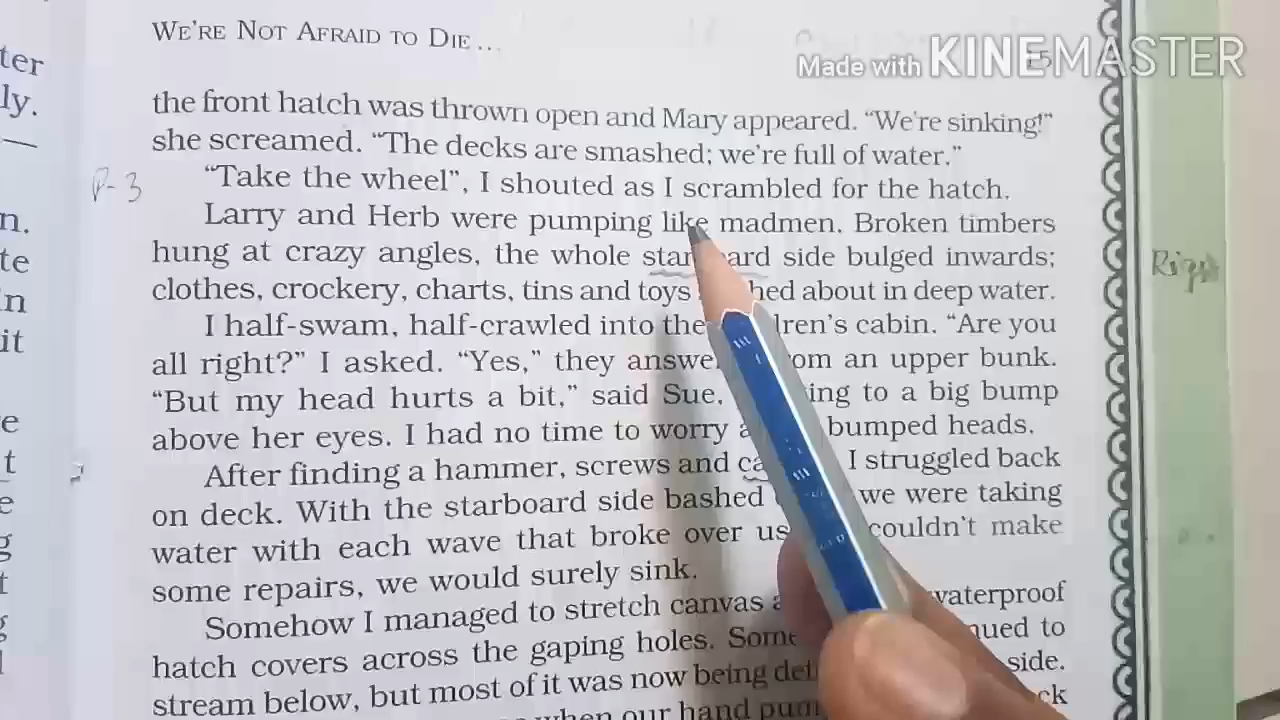 WE'RE NOT AFRAID TO DIE ...
Made with KINEMASTER
ter
the front hatch was thrown open and Mary appeared. "We're sinking!"
ly.
she screamed. "The decks are smashed; we're full of water."
P-3
"Take the wheel", I shouted as I scrambled for the hatch.
n.
Larry and Herb were pumping like madmen. Broken timbers
te
hung at crazy angles, the whole side bulged inwards;
clothes, crockery, charts, tins and toys about in deep water.
I half-swam, half-crawled into the cabin. "Are you
it
all right?" I asked. "Yes," they an upper bunk.
"But my head hurts a bit," said Sue, to a big bump
above her eyes. I had no time to worry bumped heads.
After finding a hammer, screws and I struggled back
on deck. With the starboard side bashed we were taking
water with each wave that broke over us couldn't make
some repairs, we would surely sink.
Somehow I managed to stretch canvas waterproof
hatch covers across the gaping holes. to
stream below, but most of it was now being side.
when our hand